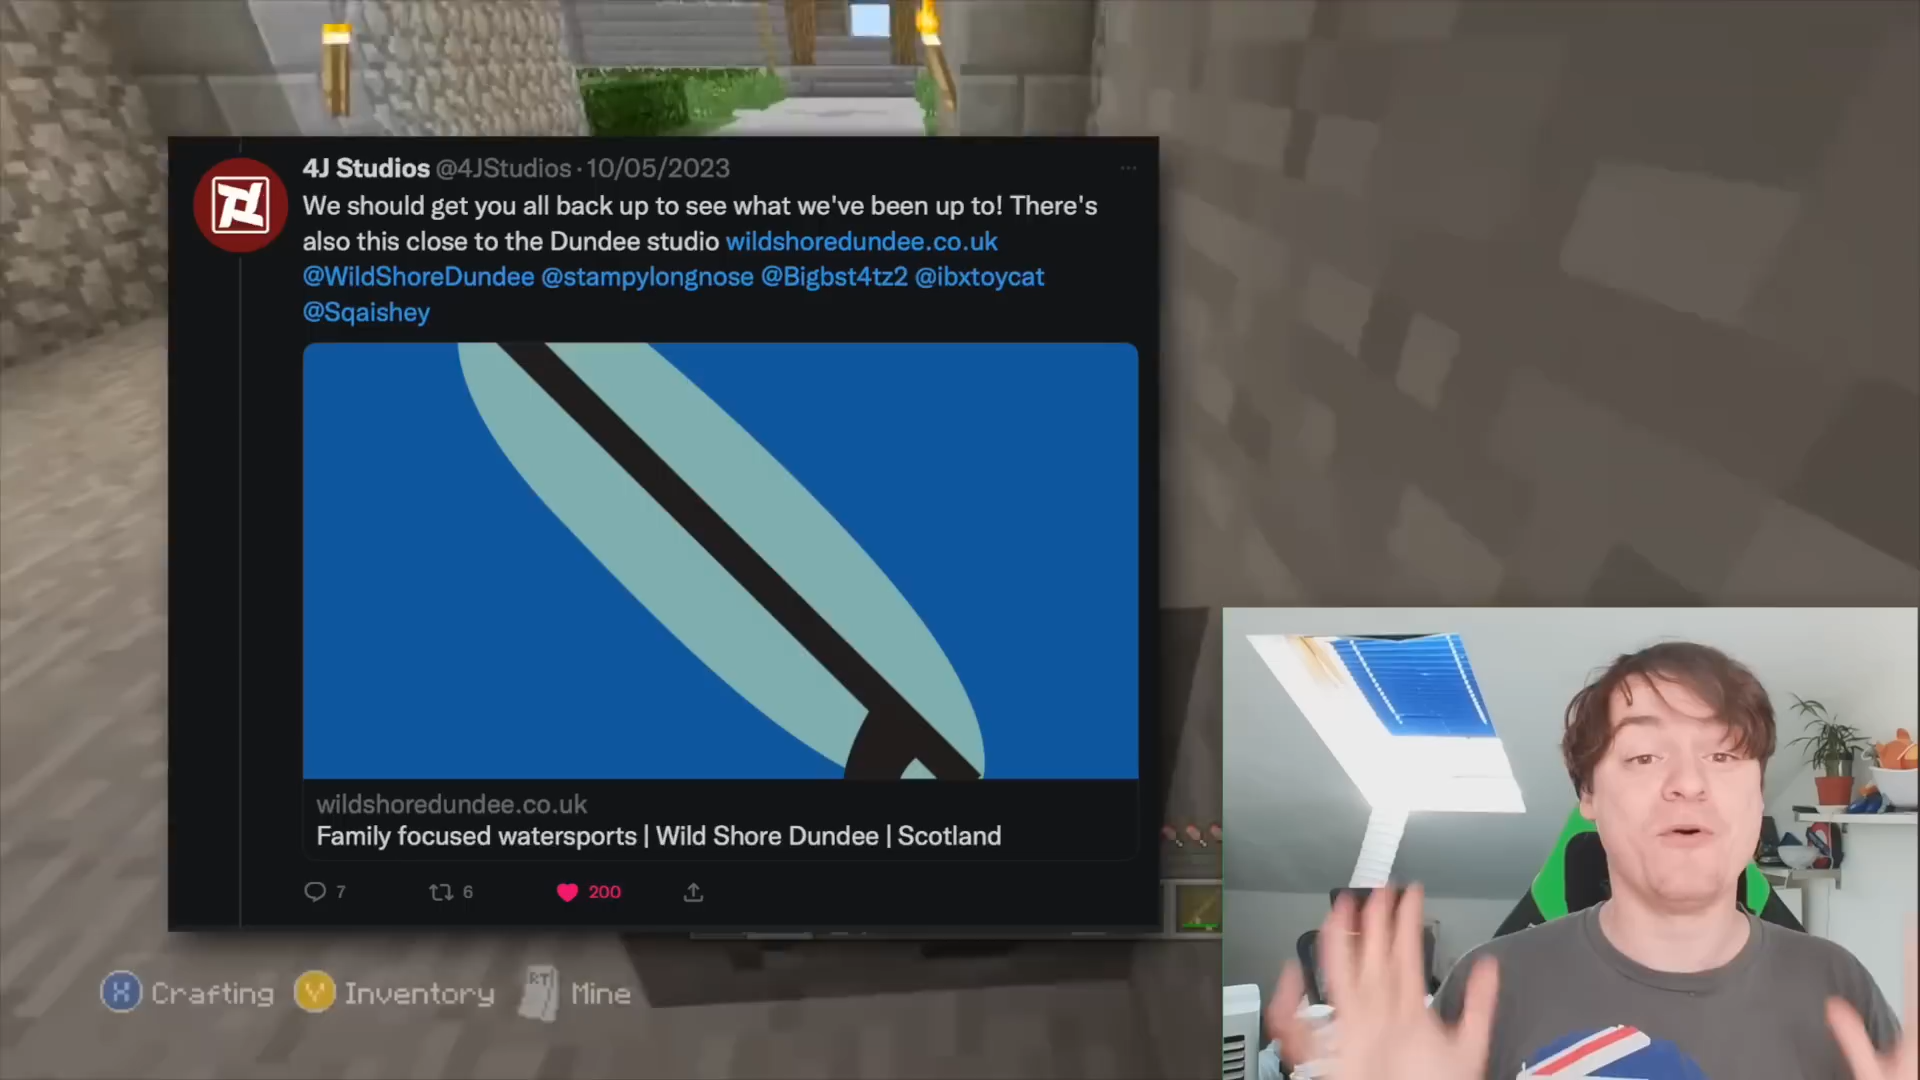 4J Studios @4JStudios · 10/05/2023
We should get you all back up to see what we've been up to! There's
also this close to the Dundee studio wildshoredundee.co.uk
@WildShoreDundee @stampylongnose @Bigbst4tz2 @ibxtoycat
@Sqaishey
wildshoredundee.co.uk
Family focused watersports | Wild Shore Dundee | Scotland
7 6 200
X Crafting Y Inventory RT Mine